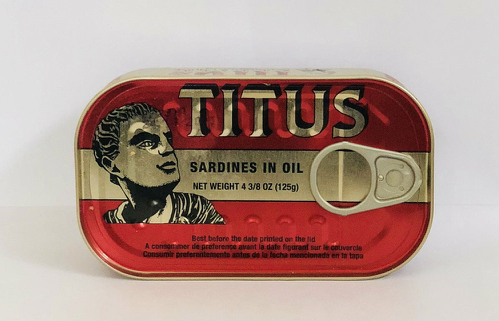 TITUS
SARDINES IN OIL
NET WEIGHT 4 3/8 OZ (125g)
Best before the date printed on the lid
A consommer de preference avant la date figurant sur le couvercle
Consumir preferentemente antes de la fecha mencionada en la tapa